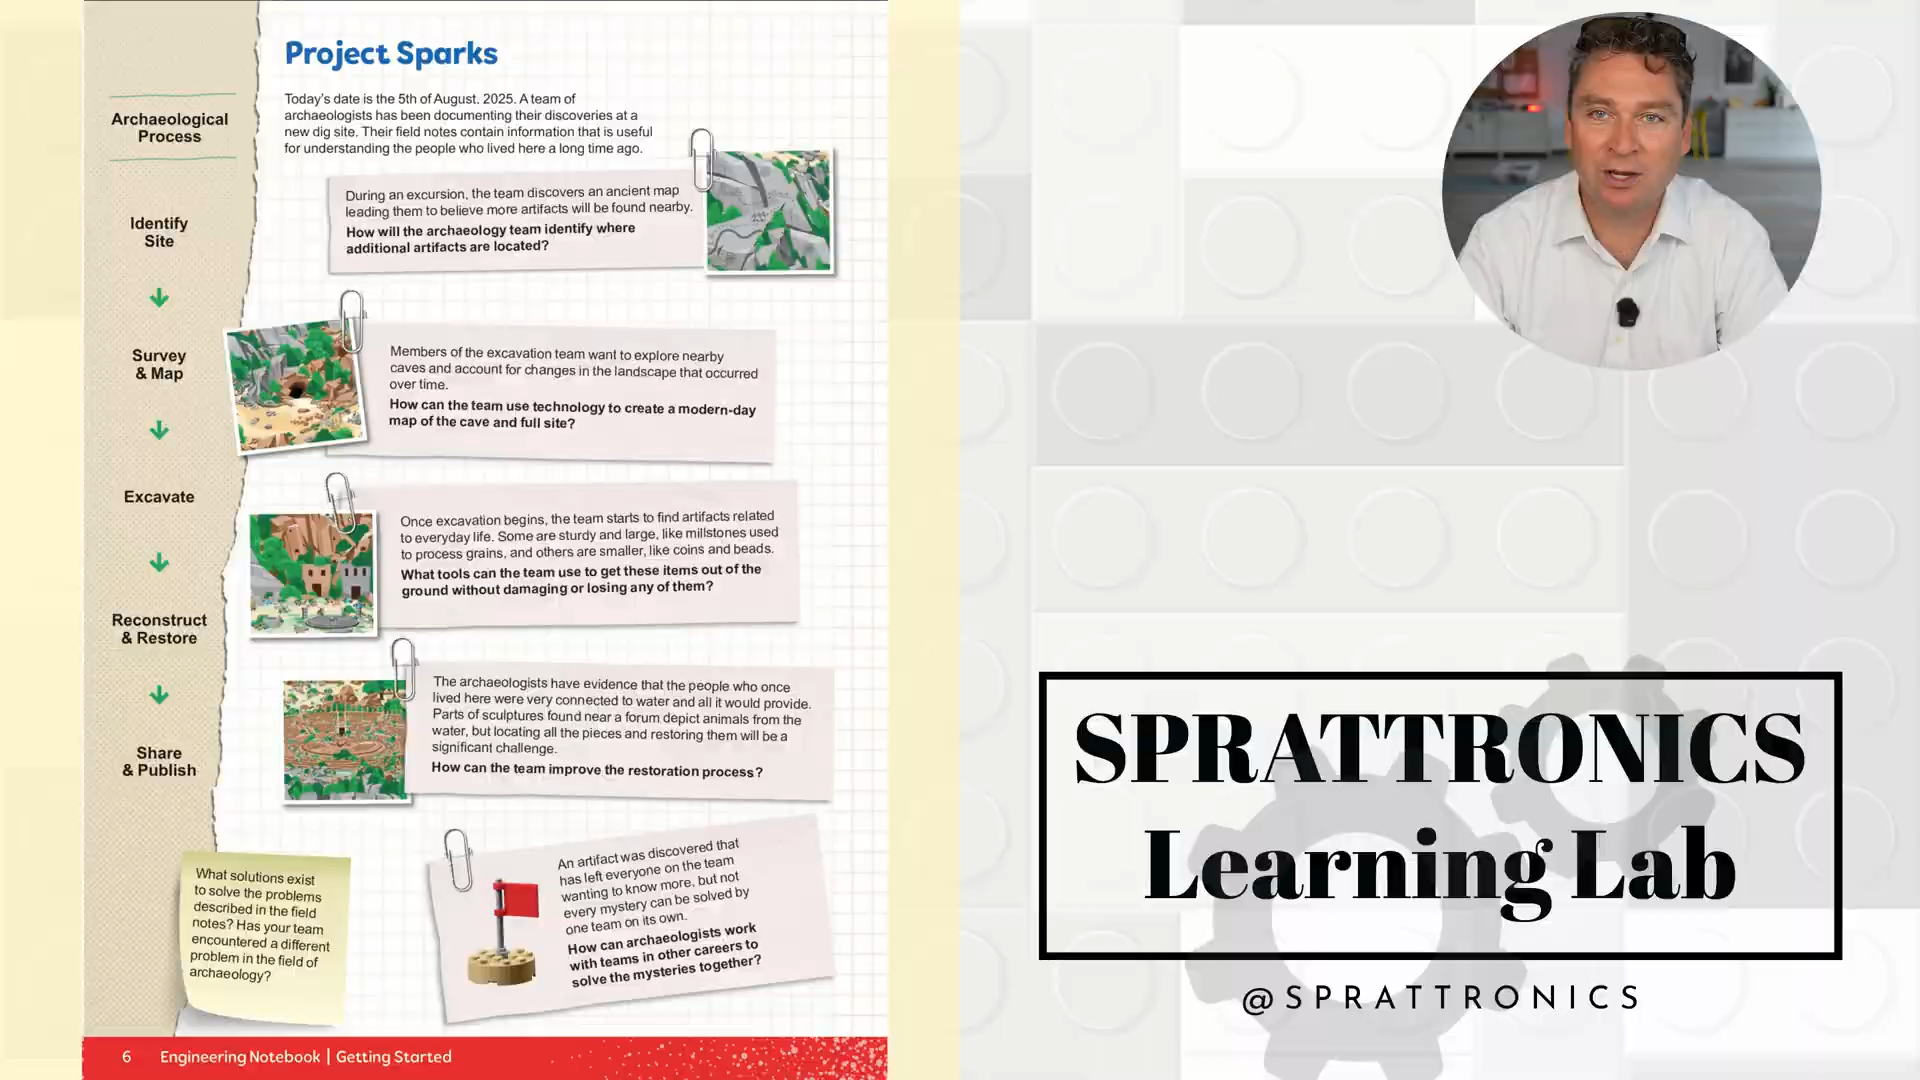 Project Sparks
Today's date is the 5th of August. 2025. A team of
archaeologists has been documenting their discoveries at a
new dig site. Their field notes contain information that is useful
for understanding the people who lived here a long time ago.
Archaeological
Process
Identify
Site
Survey
& Map
Excavate
Reconstruct
& Restore
Share
& Publish
During an excursion, the team discovers an ancient map
leading them to believe more artifacts will be found nearby.
How will the archaeology team identify where
additional artifacts are located?
Members of the excavation team want to explore nearby
caves and account for changes in the landscape that occurred
over time.
How can the team use technology to create a modern-day
map of the cave and full site?
Once excavation begins, the team starts to find artifacts related
to everyday life. Some are sturdy and large, like millstones used
to process grains, and others are smaller, like coins and beads.
What tools can the team use to get these items out of the
ground without damaging or losing any of them?
The archaeologists have evidence that the people who once
lived here were very connected to water and all it would provide.
Parts of sculptures found near a forum depict animals from the
water, but locating all the pieces and restoring them will be a
significant challenge.
How can the team improve the restoration process?
An artifact was discovered that
has left everyone on the team
wanting to know more, but not
every mystery can be solved by
one team on its own.
How can archaeologists work
with teams in other careers to
solve the mysteries together?
What solutions exist
to solve the problems
described in the field
notes? Has your team
encountered a different
problem in the field of
archaeology?
6 Engineering Notebook | Getting Started
SPRATTRONICS
Learning Lab
@SPRATTRONICS